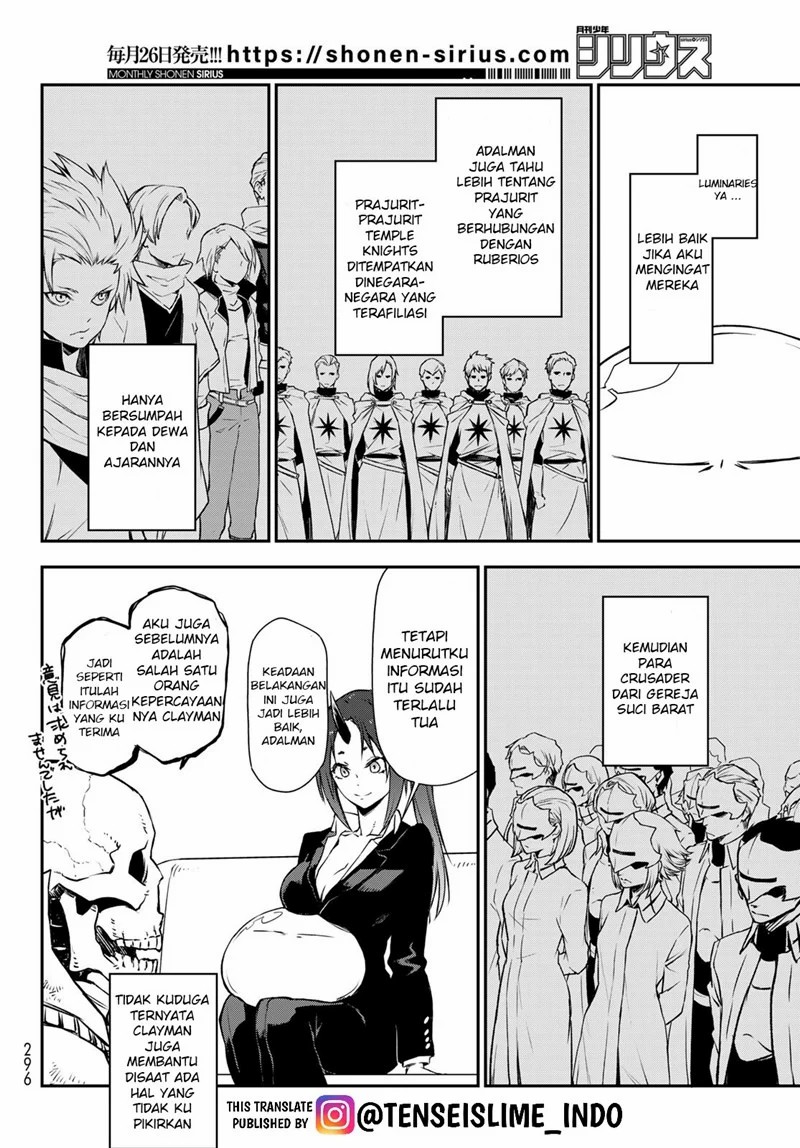 毎月26日発売!!! https://shonen-sirius.com
MONTHLY SHONEN SIRIUS
月刊少年
シリウス
LUMINARIES
YA ...
LEBIH BAIK
JIKA AKU
MENGINGAT
MEREKA
ADALMAN
JUGA TAHU
LEBIH TENTANG
PRAJURIT
YANG
BERHUBUNGAN
DENGAN
RUBERIOS
PRAJURIT-
PRAJURIT
TEMPLE
KNIGHTS
DITEMPATKAN
DINEGARA-
NEGARA YANG
TERAFILIASI
HANYA
BERSUMPAH
KEPADA DEWA
DAN
AJARANNYA
KEMUDIAN
PARA
CRUSADER
DARI GEREJA
SUCI BARAT
TETAPI
MENURUTKU
INFORMASI
ITU SUDAH
TERLALU
TUA
KEADAAN
BELAKANGAN
INI JUGA
JADI LEBIH
BAIK,
ADALMAN
AKU JUGA
SEBELUMNYA
ADALAH
SALAH SATU
ORANG
KEPERCAYAAN
NYA CLAYMAN
JADI
SEPERTI
ITULAH
INFORMASI
YANG KU
TERIMA
意見は求められ
ませんでしたが
TIDAK KUDUGA
TERNYATA
CLAYMAN
JUGA
MEMBANTU
DISAAT ADA
HAL YANG
TIDAK KU
PIKIRKAN
296
THIS TRANSLATE
PUBLISHED BY
@TENSEISLIME_INDO